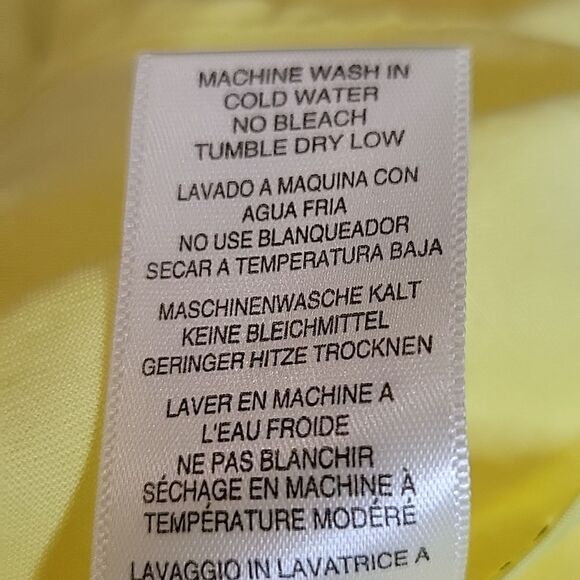 MACHINE WASH IN
COLD WATER
NO BLEACH
TUMBLE DRY LOW
LAVADO A MAQUINA CON
AGUA FRIA
NO USE BLANQUEADOR
SECAR A TEMPERATURA BAJA
MASCHINENWASCHE KALT
KEINE BLEICHMITTEL
GERINGER HITZE TROCKNEN
LAVER EN MACHINE A
L'EAU FROIDE
NE PAS BLANCHIR
SÉCHAGE EN MACHINE À
TEMPÉRATURE MODÉRÉ
LAVAGGIO IN LAVATRICE A